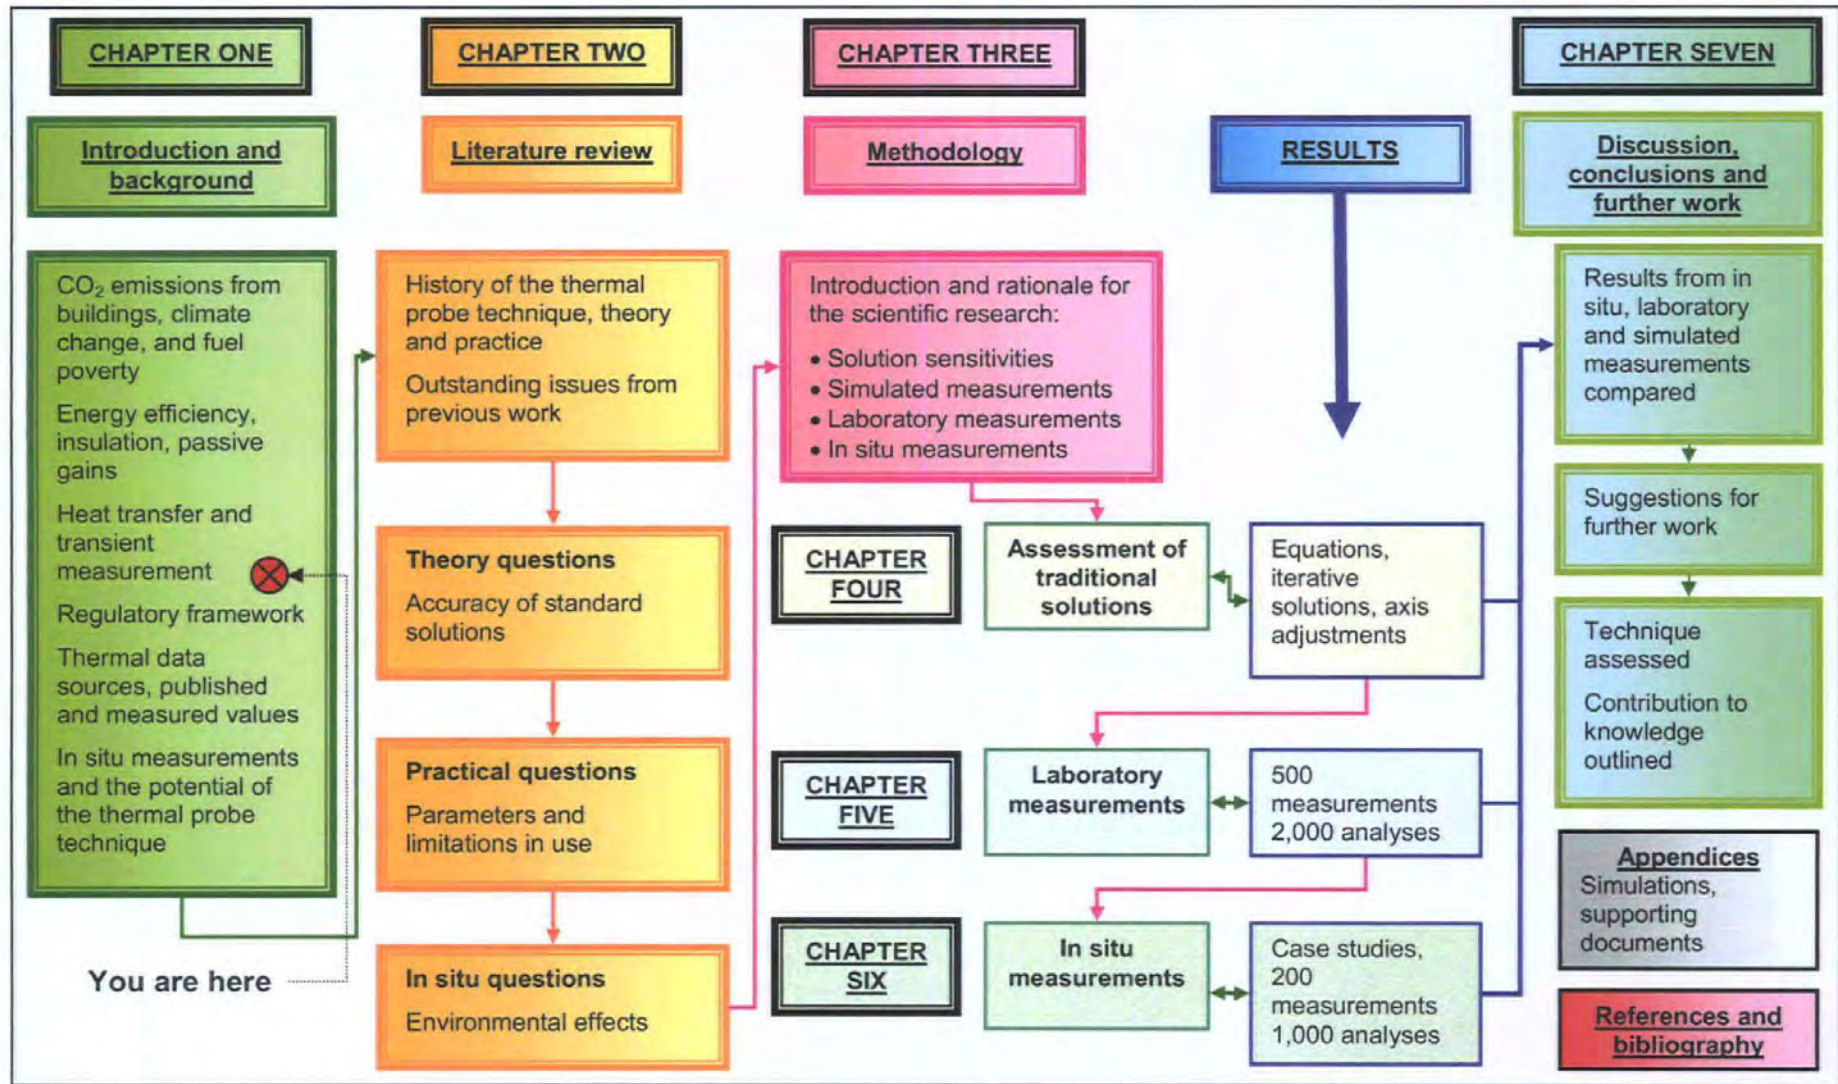 CHAPTER ONE
Introduction and
background
CO₂ emissions from
buildings, climate
change, and fuel
poverty
Energy efficiency,
insulation, passive
gains
Heat transfer and
transient
measurement
Regulatory framework
Thermal data
sources, published
and measured values
In situ measurements
and the potential of
the thermal probe
technique
You are here
CHAPTER TWO
Literature review
History of the thermal
probe technique, theory
and practice
Outstanding issues from
previous work
Theory questions
Accuracy of standard
solutions
Practical questions
Parameters and
limitations in use
In situ questions
Environmental effects
CHAPTER THREE
Methodology
Introduction and rationale for
the scientific research:
• Solution sensitivities
• Simulated measurements
• Laboratory measurements
• In situ measurements
RESULTS
CHAPTER
FOUR
Assessment of
traditional
solutions
Equations,
iterative
solutions, axis
adjustments
CHAPTER
FIVE
Laboratory
measurements
500
measurements
2,000 analyses
CHAPTER
SIX
In situ
measurements
Case studies,
200
measurements
1,000 analyses
CHAPTER SEVEN
Discussion,
conclusions and
further work
Results from in
situ, laboratory
and simulated
measurements
compared
Suggestions for
further work
Technique
assessed
Contribution to
knowledge
outlined
Appendices
Simulations,
supporting
documents
References and
bibliography